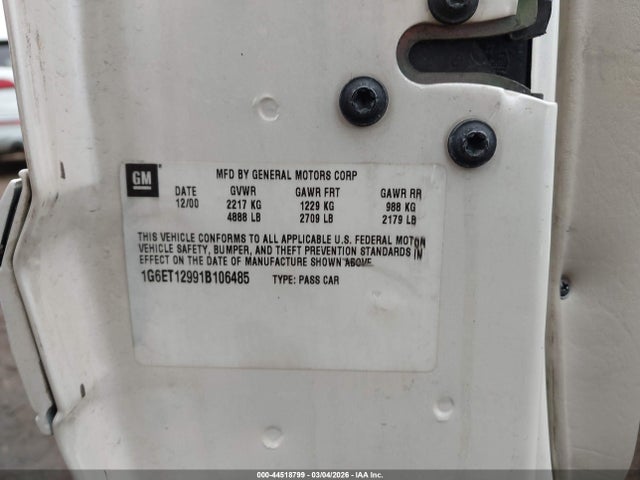 GM
MFD BY GENERAL MOTORS CORP
DATE GVWR GAWR FRT GAWR RR
12/00 2217 KG 1229 KG 988 KG
4888 LB 2709 LB 2179 LB
THIS VEHICLE CONFORMS TO ALL APPLICABLE U.S. FEDERAL MOTOR
VEHICLE SAFETY, BUMPER, AND THEFT PREVENTION STANDARDS IN
EFFECT ON THE DATE OF MANUFACTURE SHOWN ABOVE.
1G6ET12991B106485 TYPE: PASS CAR
000-44518799 - 03/04/2026 - IAA Inc.